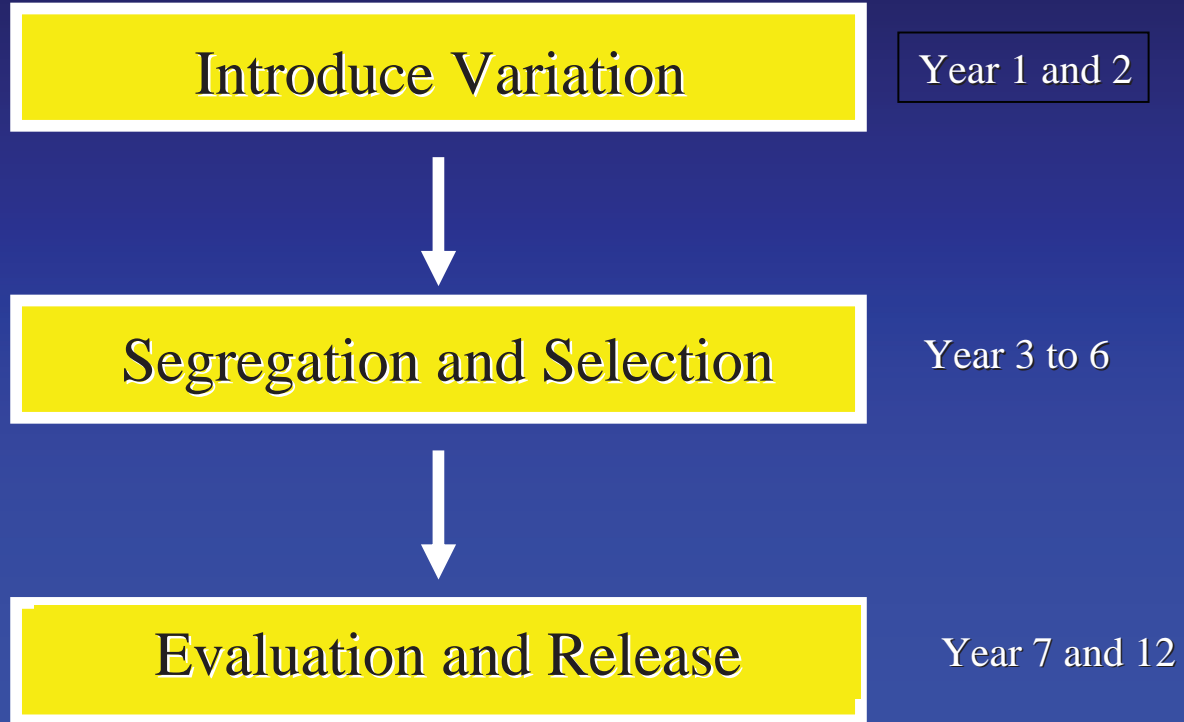 Introduce Variation
Year 1 and 2
Segregation and Selection
Year 3 to 6
Evaluation and Release
Year 7 and 12